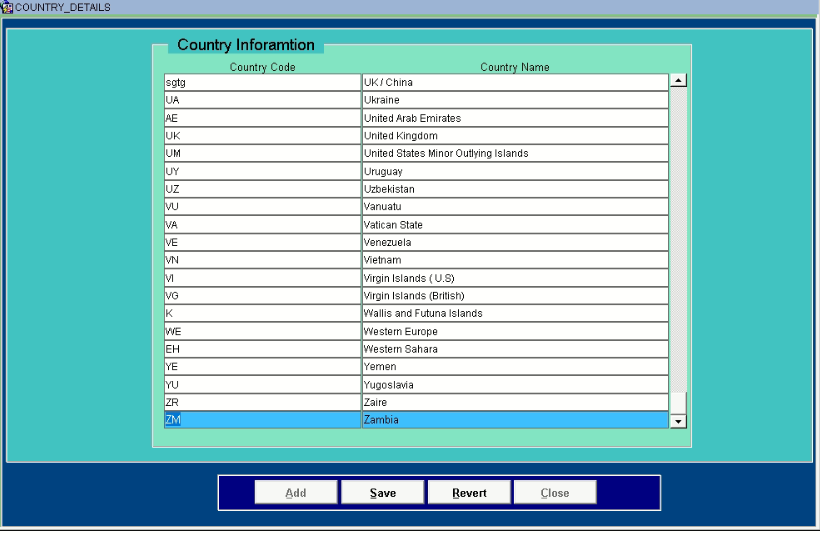 COUNTRY_DETAILS
Country Inforamtion
Country Code Country Name
sgtg UK / China
UA Ukraine
AE United Arab Emirates
UK United Kingdom
UM United States Minor Outlying Islands
UY Uruguay
UZ Uzbekistan
VU Vanuatu
VA Vatican State
VE Venezuela
VN Vietnam
VI Virgin Islands ( U.S)
VG Virgin Islands (British)
K Wallis and Futuna Islands
WE Western Europe
EH Western Sahara
YE Yemen
YU Yugoslavia
ZR Zaire
ZM Zambia
Add Save Revert Close